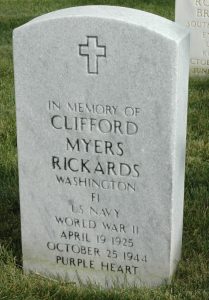 IN MEMORY OF
CLIFFORD
MYERS
RICKARDS
WASHINGTON
F1
US NAVY
WORLD WAR II
APRIL 19 1925
OCTOBER 25 1944
PURPLE HEART